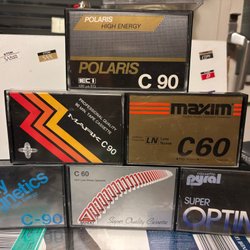 POLARIS
HIGH ENERGY
POLARIS
IEC I
C 90
PROFESSIONAL QUALITY
MARK C 90
maxim
LN
C60
netics
C-90
C 60
Super Quality Cassette
pyral
SUPER
OPTIM